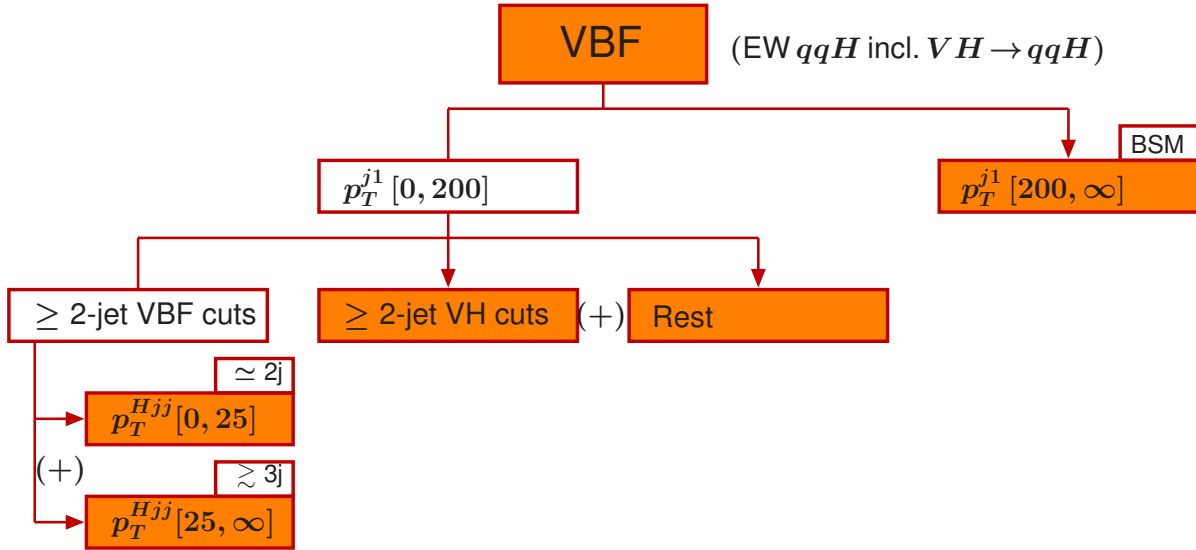 VBF (EW qqH incl. VH → qqH)
BSM
p_T^{j1} [0, 200] p_T^{j1} [200, ∞]
≥ 2-jet VBF cuts ≥ 2-jet VH cuts (+) Rest
≃ 2j
p_T^{Hjj} [0, 25]
(+)
≳ 3j
p_T^{Hjj} [25, ∞]